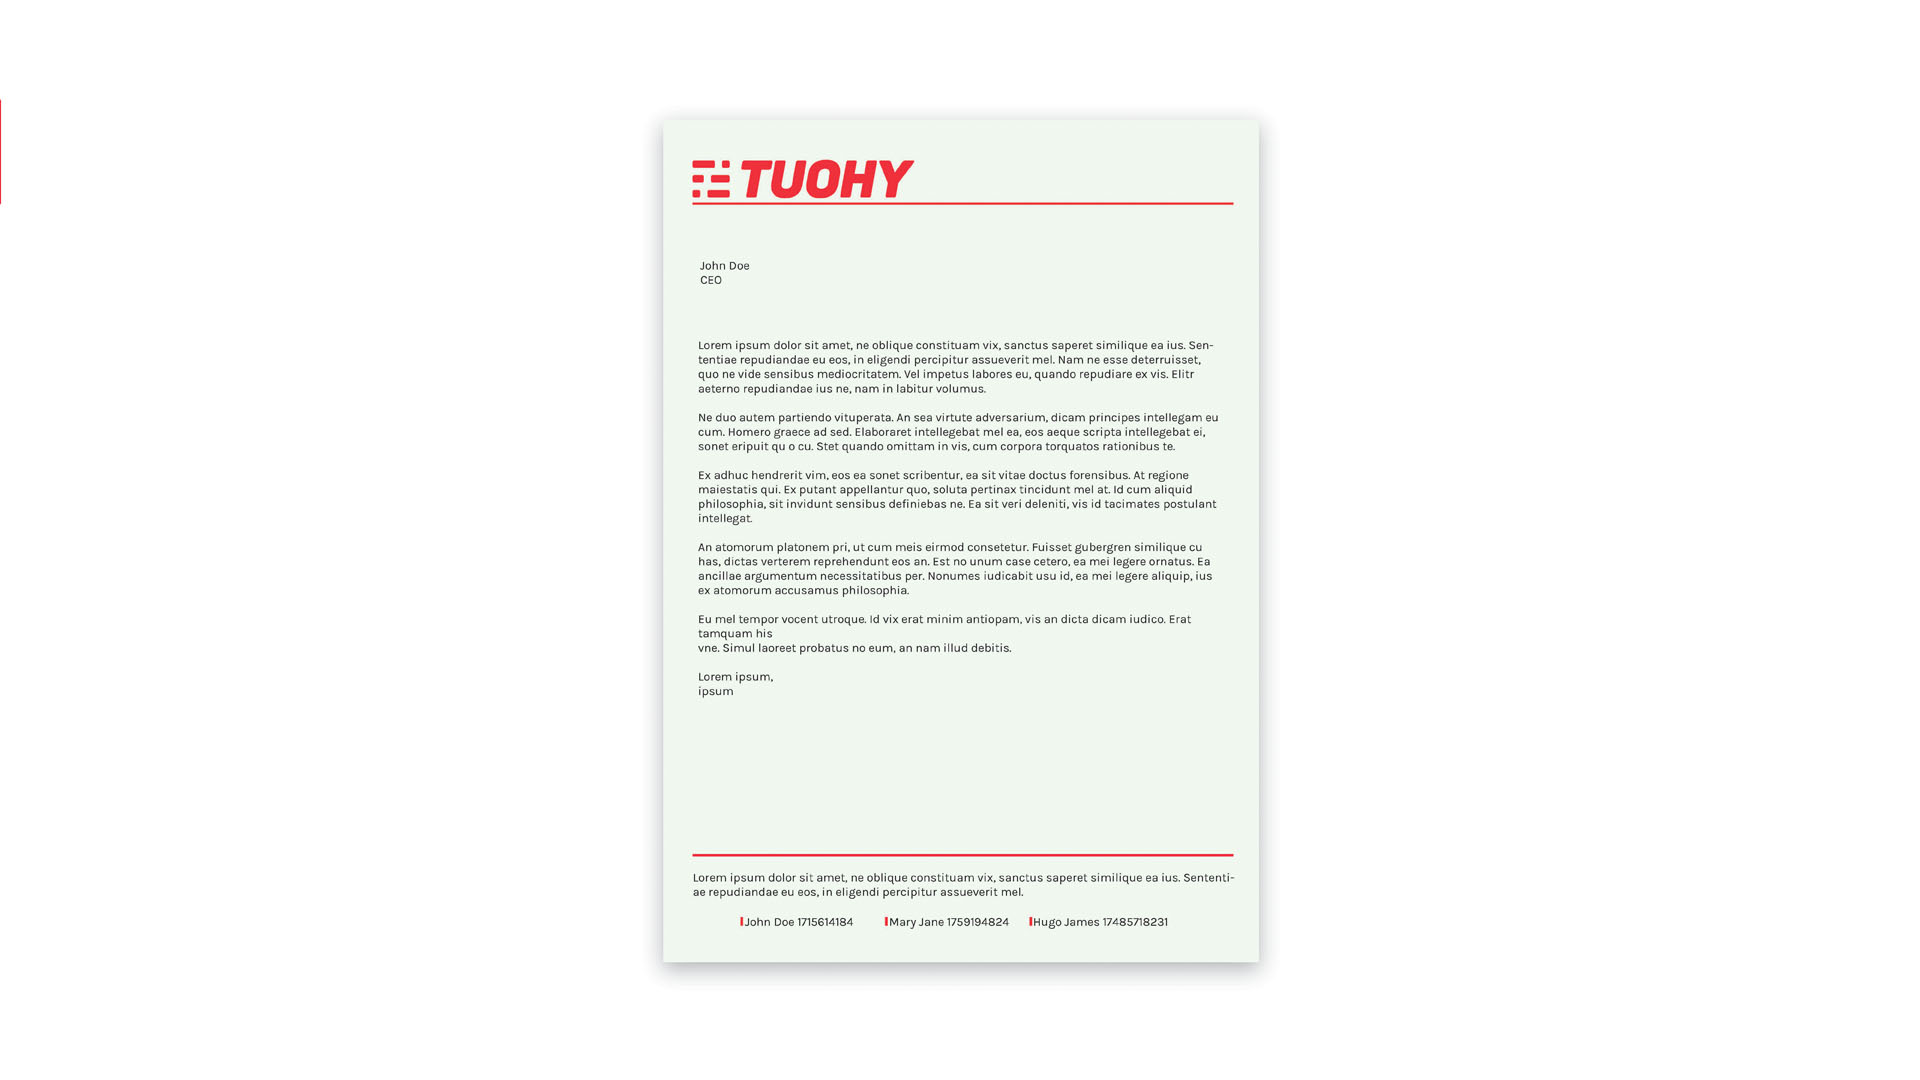 TUOHY
John Doe
CEO
Lorem ipsum dolor sit amet, ne oblique constituam vix, sanctus saperet similique ea ius. Sen-
tentiae repudiandae eu eos, in eligendi percipitur assueverit mel. Nam ne esse deterruisset,
quo ne vide sensibus mediocritatem. Vel impetus labores eu, quando repudiare ex vis. Elitr
aeterno repudiandae ius ne, nam in labitur volumus.
Ne duo autem partiendo vituperata. An sea virtute adversarium, dicam principes intellegam eu
cum. Homero graece ad sed. Elaboraret intellegebat mel ea, eos aeque scripta intellegebat ei,
sonet eripuit qu o cu. Stet quando omittam in vis, cum corpora torquatos rationibus te.
Ex adhuc hendrerit vim, eos ea sonet scribentur, ea sit vitae doctus forensibus. At regione
maiestatis qui. Ex putant appellantur quo, soluta pertinax tincidunt mel at. Id cum aliquid
philosophia, sit invidunt sensibus definiebas ne. Ea sit veri deleniti, vis id tacimates postulant
intellegat.
An atomorum platonem pri, ut cum meis eirmod consetetur. Fuisset gubergren similique cu
has, dictas verterem reprehendunt eos an. Est no unum case cetero, ea mei legere ornatus. Ea
ancillae argumentum necessitatibus per. Nonumes iudicabit usu id, ea mei legere aliquip, ius
ex atomorum accusamus philosophia.
Eu mel tempor vocent utroque. Id vix erat minim antiopam, vis an dicta dicam iudico. Erat
tamquam his
vne. Simul laoreet probatus no eum, an nam illud debitis.
Lorem ipsum,
ipsum
Lorem ipsum dolor sit amet, ne oblique constituam vix, sanctus saperet similique ea ius. Sententi-
ae repudiandae eu eos, in eligendi percipitur assueverit mel.
John Doe 1715614184 Mary Jane 1759194824 Hugo James 17485718231